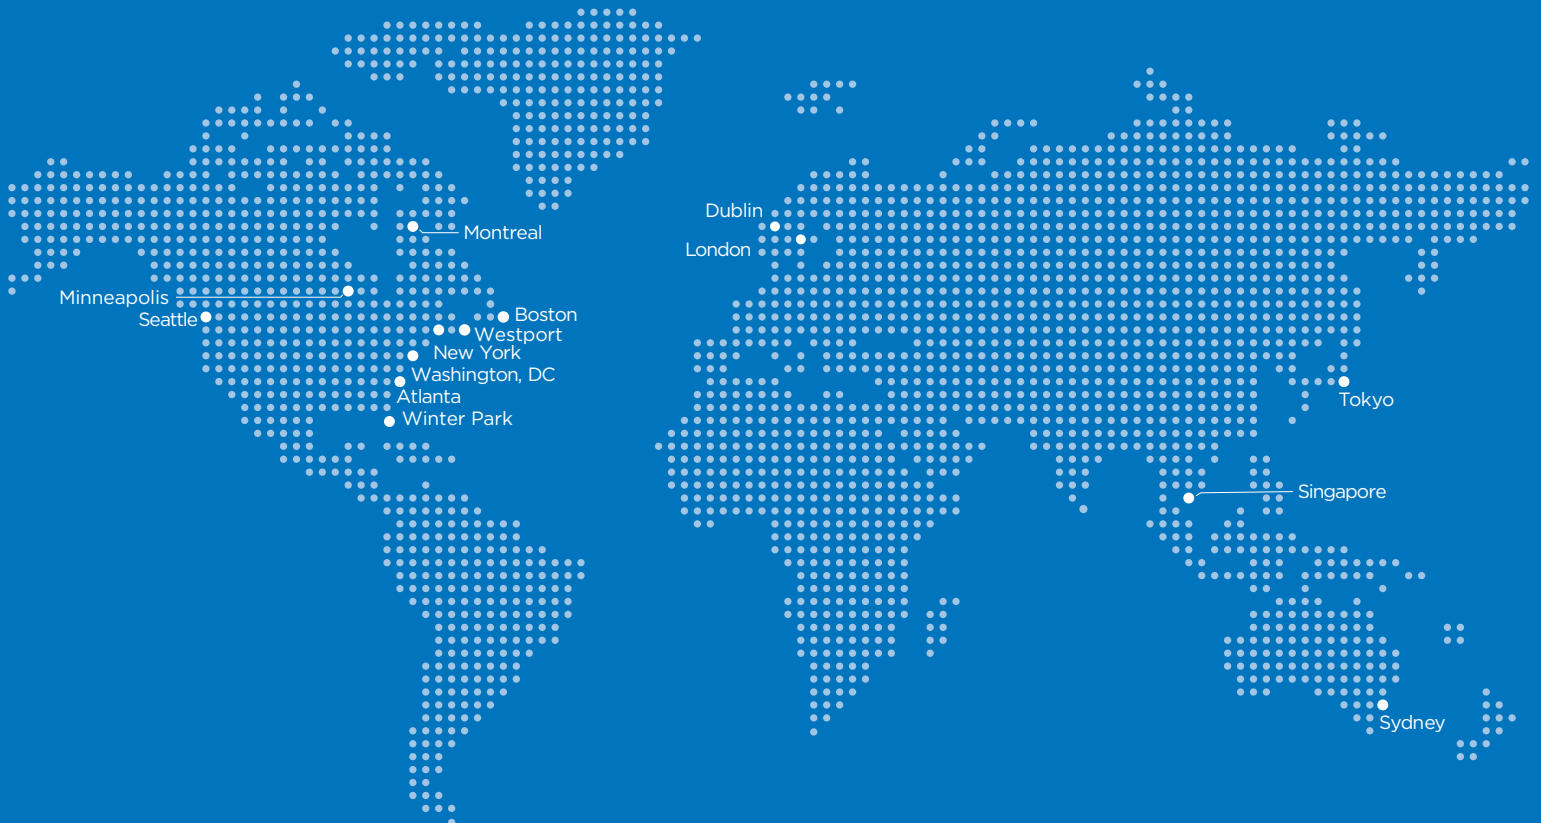 Dublin
Montreal
London
Minneapolis
Seattle
Boston
Westport
New York
Washington, DC
Atlanta
Winter Park
Tokyo
Singapore
Sydney